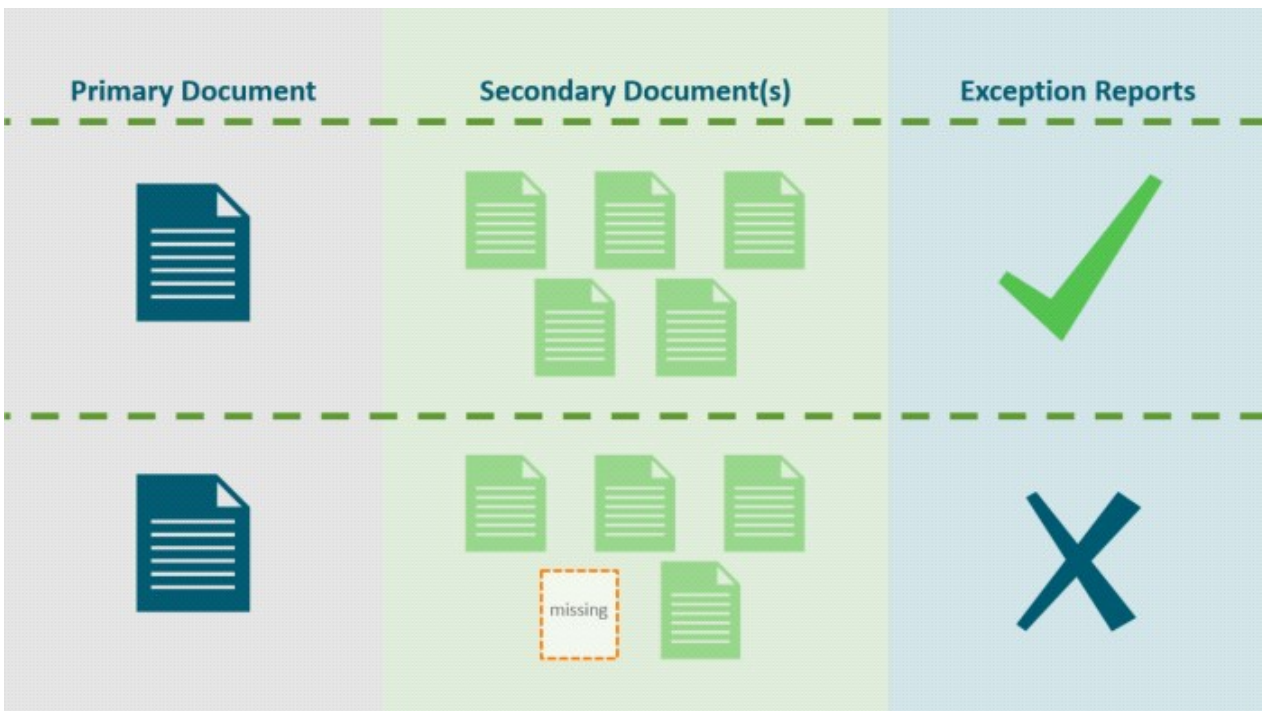 Primary Document
Secondary Document(s)
Exception Reports
missing